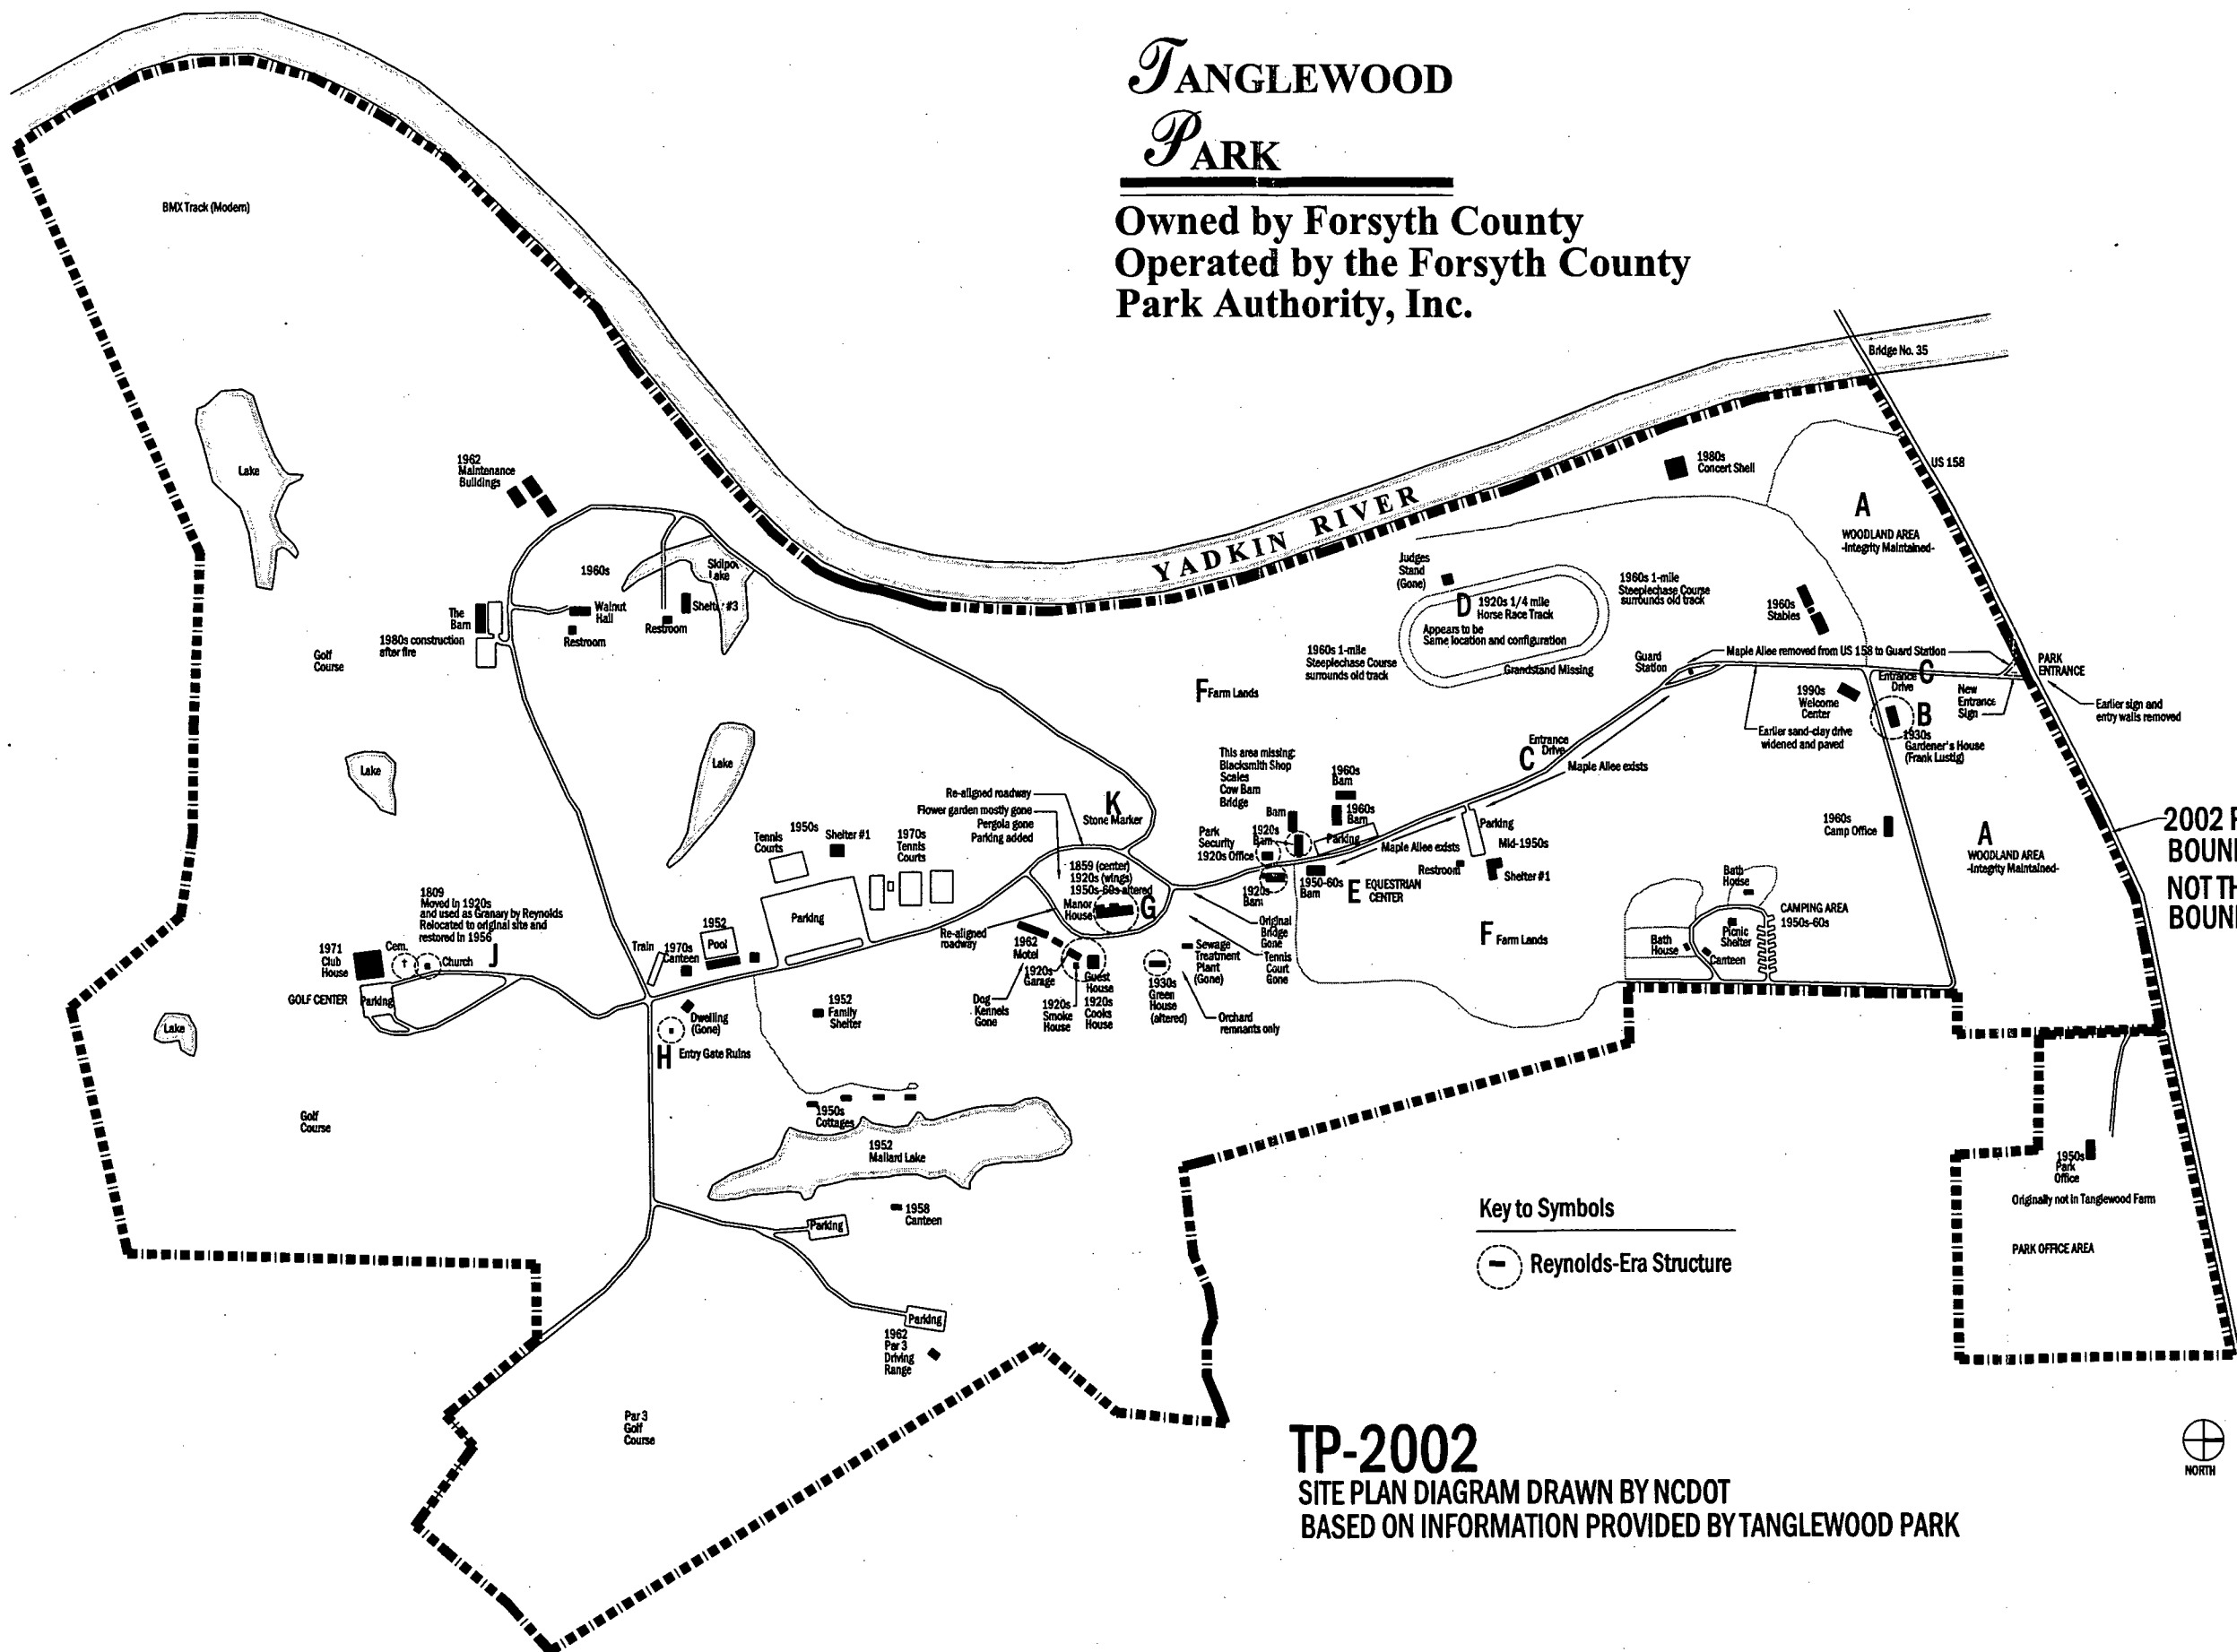 TANGLEWOOD
PARK
Owned by Forsyth County
Operated by the Forsyth County
Park Authority, Inc.
BMX Track (Modern)
Bridge No. 35
US 158
1980s
Concert Shell
A
WOODLAND AREA
-Integrity Maintained-
YADKIN RIVER
Lake
1962
Maintenance
Buildings
1960s
Skilpot
Lake
Shelter #3
Walnut
Hall
Restroom
Restroom
The
Barn
1980s construction
after fire
Golf
Course
Judges
Stand
(Gone)
D
1920s 1/4 mile
Horse Race Track
Appears to be
Same location and configuration
Grandstand Missing
1960s 1-mile
Steeplechase Course
surrounds old track
1960s 1-mile
Steeplechase Course
surrounds old track
1960s
Stables
Guard
Station
Maple Allee removed from US 158 to Guard Station
PARK
ENTRANCE
Entrance
Drive
C
New
Entrance
Sign
Earlier sign and
entry walls removed
1990s
Welcome
Center
B
1930s
Gardener's House
(Frank Lustig)
Earlier sand-clay drive
widened and paved
F Farm Lands
Entrance
Drive
C
Maple Allee exists
This area missing:
Blacksmith Shop
Scales
Cow Barn
Bridge
1960s
Barn
Barn
1960s
Barn
Parking
Park
Security
1920s Office
1920s
Barn
Maple Allee exists
Parking
Mid-1950s
Restroom
Shelter #1
1920s
Barn
1950-60s
Barn
E EQUESTRIAN
CENTER
1960s
Camp Office
A
WOODLAND AREA
-Integrity Maintained-
2002 P
BOUN
NOT TH
BOUN
Lake
Lake
Re-aligned roadway
Flower garden mostly gone
Pergola gone
Parking added
K
Stone Marker
Tennis
Courts
1950s
Shelter #1
1970s
Tennis
Courts
1859 (center)
1920s (wings)
1950s-60s-altered
Manor
House
G
Re-aligned
roadway
Original
Bridge
Gone
Tennis
Court
Gone
Sewage
Treatment
Plant
(Gone)
F Farm Lands
Bath
House
CAMPING AREA
1950s-60s
Picnic
Shelter
Bath
House
Canteen
1809
Moved in 1920s
and used as Granary by Reynolds
Relocated to original site and
restored in 1956
J
1971
Club
House
Cem.
Church
GOLF CENTER
Parking
Train
1970s
Canteen
1952
Pool
Parking
1962
Motel
1920s
Garage
Guest
House
Dog
Kennels
Gone
1920s
Smoke
House
1920s
Cooks
House
1930s
Green
House
(altered)
Orchard
remnants only
Lake
Dwelling
(Gone)
H Entry Gate Ruins
1952
Family
Shelter
1950s
Cottages
1952
Mallard Lake
Golf
Course
1958
Canteen
Parking
Parking
1962
Par 3
Driving
Range
Par 3
Golf
Course
1950s
Park
Office
Originally not in Tanglewood Farm
PARK OFFICE AREA
Key to Symbols
Reynolds-Era Structure
TP-2002
SITE PLAN DIAGRAM DRAWN BY NCDOT
BASED ON INFORMATION PROVIDED BY TANGLEWOOD PARK
NORTH